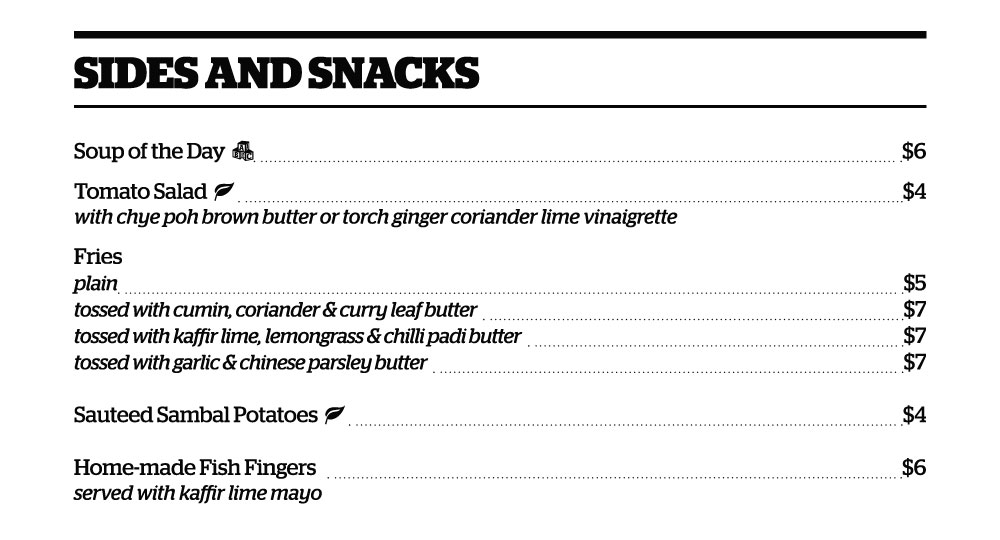 SIDES AND SNACKS
Soup of the Day $6
Tomato Salad $4
with chye poh brown butter or torch ginger coriander lime vinaigrette
Fries
plain $5
tossed with cumin, coriander & curry leaf butter $7
tossed with kaffir lime, lemongrass & chilli padi butter $7
tossed with garlic & chinese parsley butter $7
Sauteed Sambal Potatoes $4
Home-made Fish Fingers $6
served with kaffir lime mayo